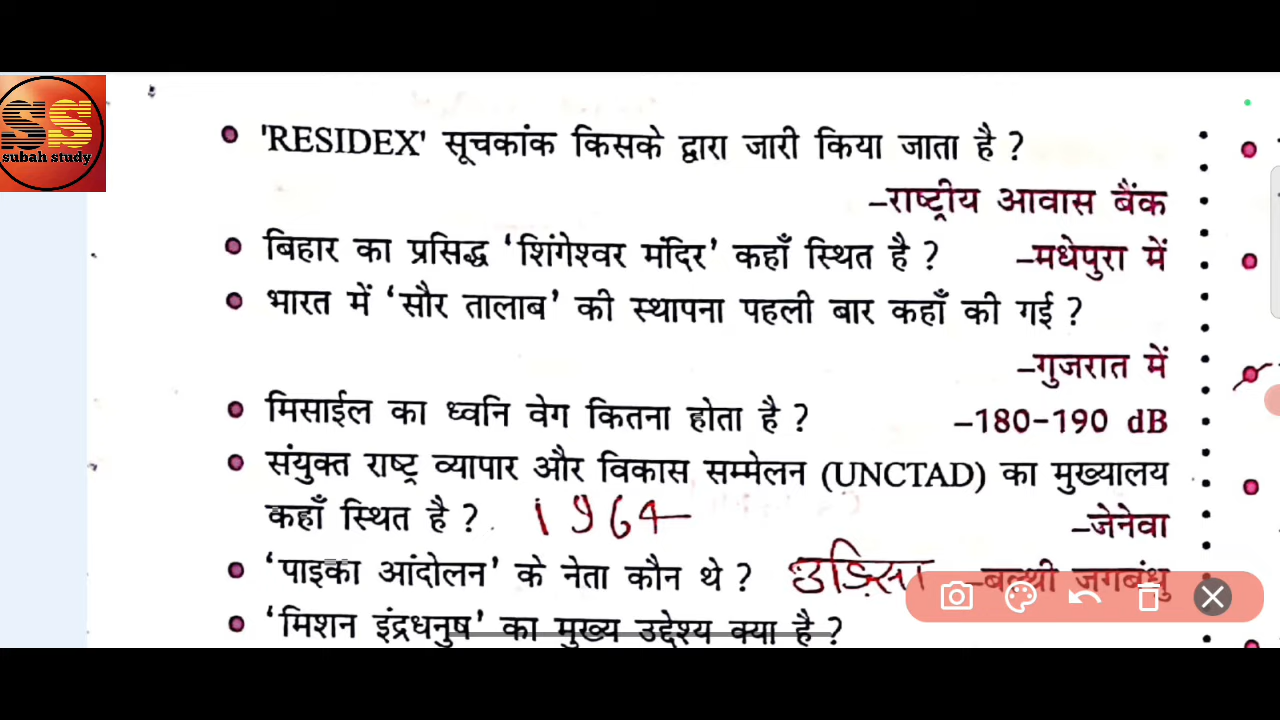 SS
subah study
'RESIDEX' सूचकांक किसके द्वारा जारी किया जाता है ?
–राष्ट्रीय आवास बैंक
बिहार का प्रसिद्ध ‘शिंगेश्वर मंदिर’ कहाँ स्थित है ? –मधेपुरा में
भारत में ‘सौर तालाब’ की स्थापना पहली बार कहाँ की गई ?
–गुजरात में
मिसाईल का ध्वनि वेग कितना होता है ? –180–190 dB
संयुक्त राष्ट्र व्यापार और विकास सम्मेलन (UNCTAD) का मुख्यालय
कहाँ स्थित है ? 1964 –जेनेवा
‘पाइका आंदोलन’ के नेता कौन थे ? उड़िसा –बख्शी जगबंधु
‘मिशन इंद्रधनुष’ का मुख्य उद्देश्य क्या है ?